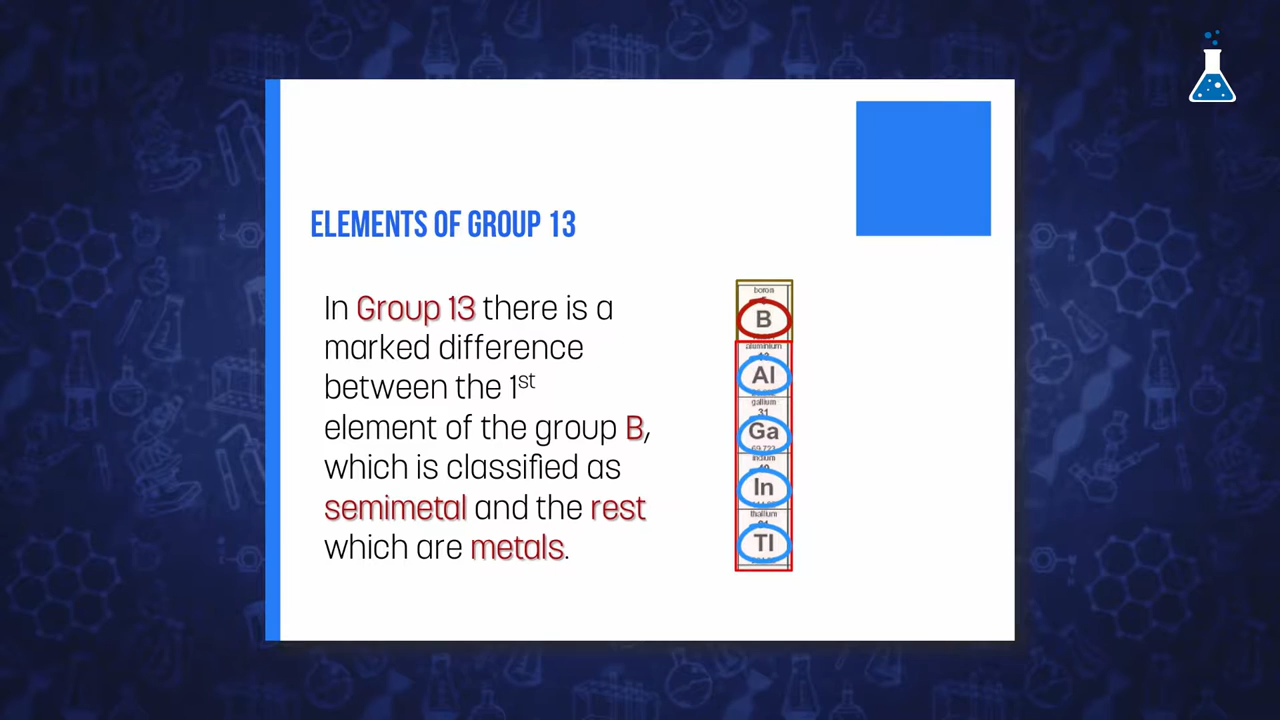 ELEMENTS OF GROUP 13
In Group 13 there is a
marked difference
between the 1st
element of the group B,
which is classified as
semimetal and the rest
which are metals.
boron
B
aluminium
Al
gallium
31
Ga
69.723
indium
In
thallium
Tl